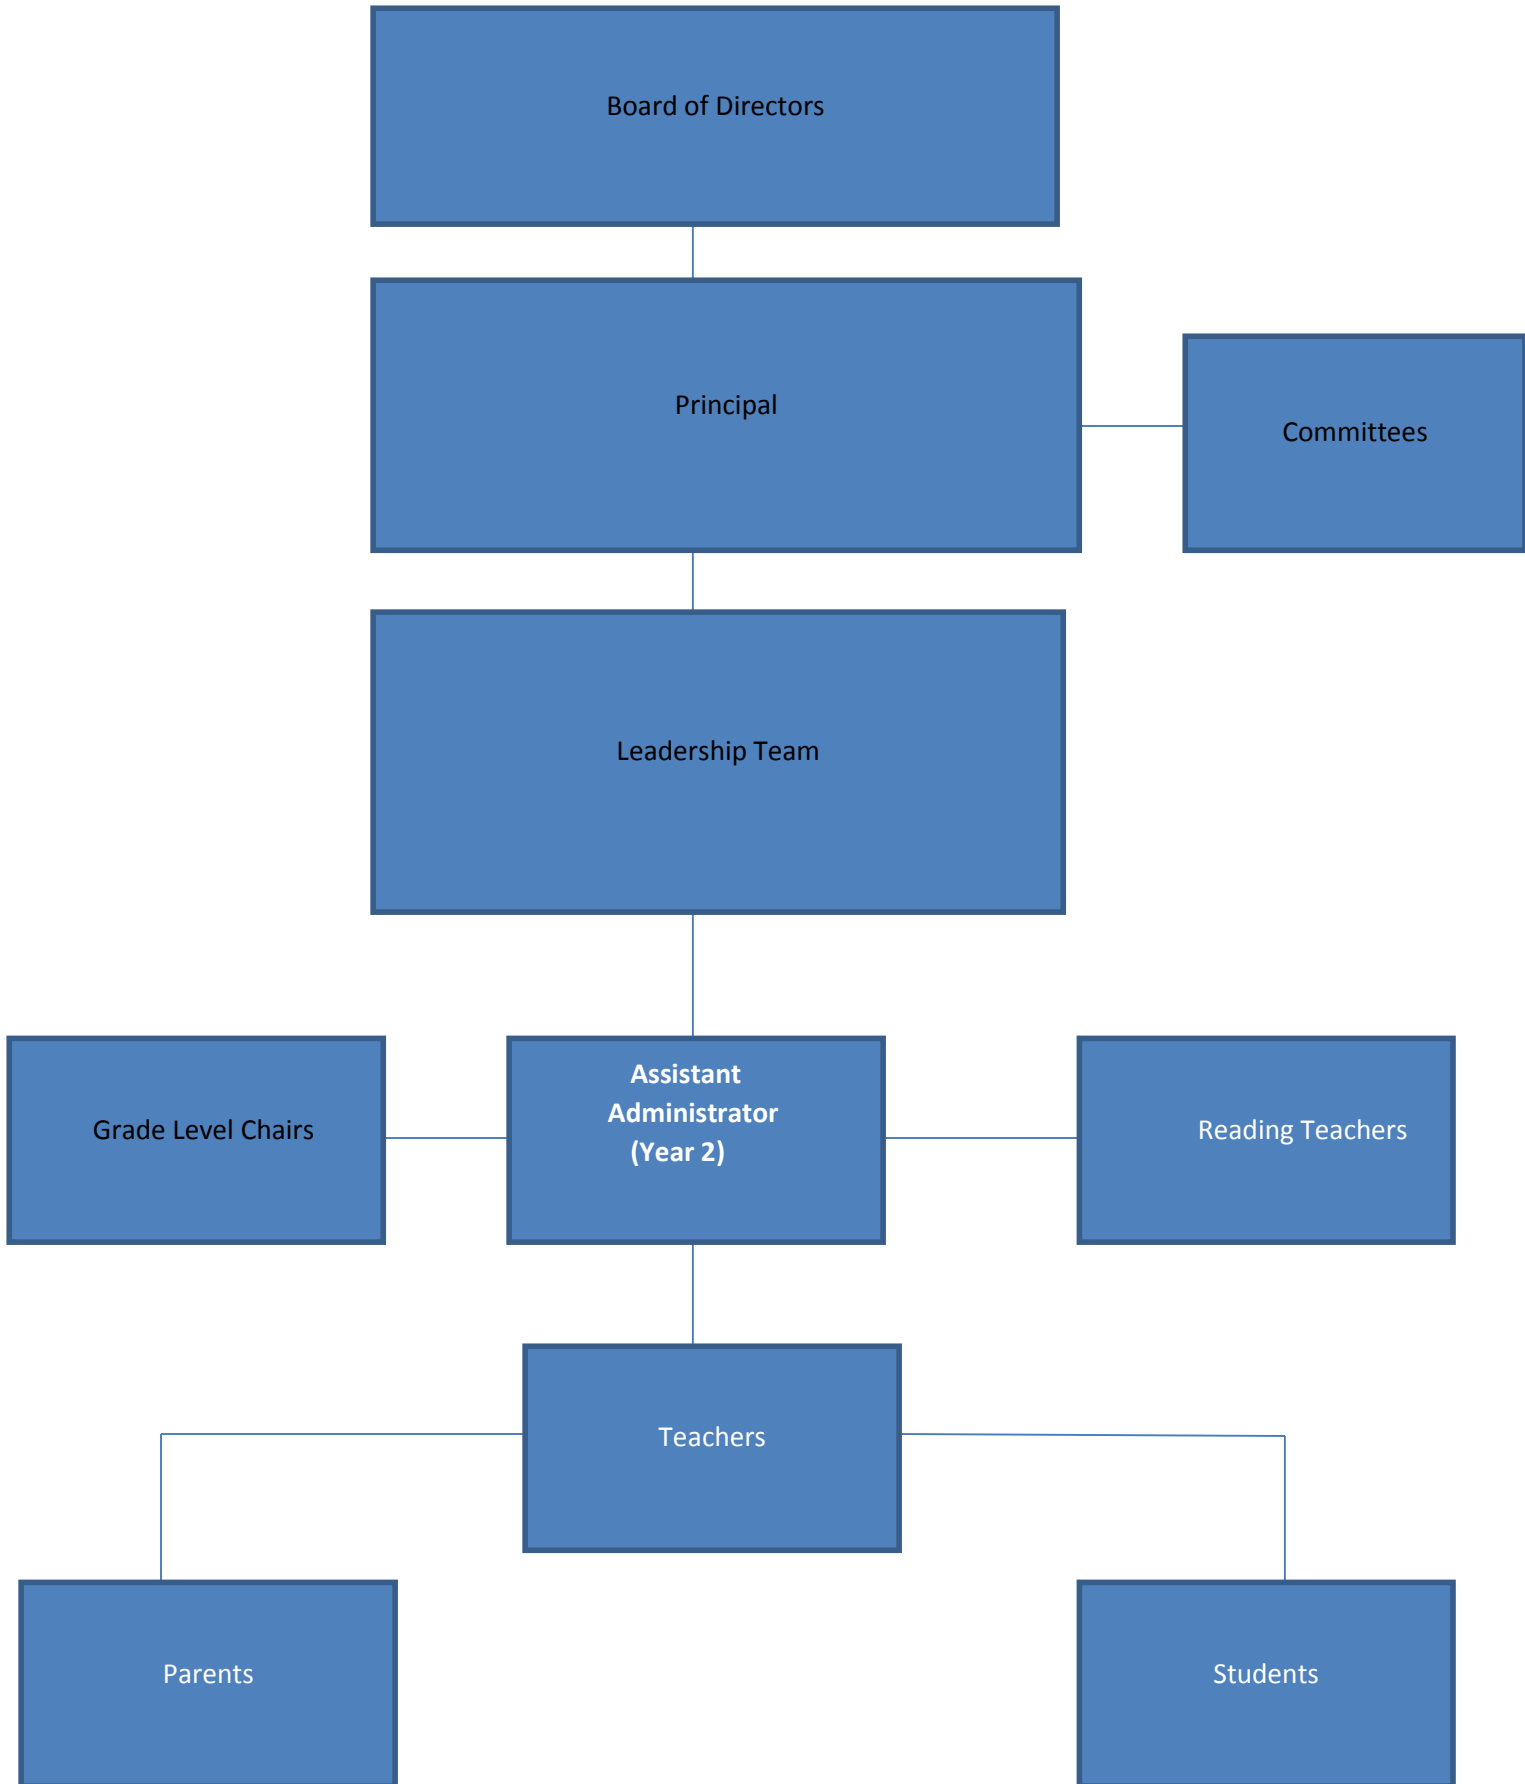 Board of Directors
Principal
Committees
Leadership Team
Grade Level Chairs
Assistant
Administrator
(Year 2)
Reading Teachers
Teachers
Parents
Students